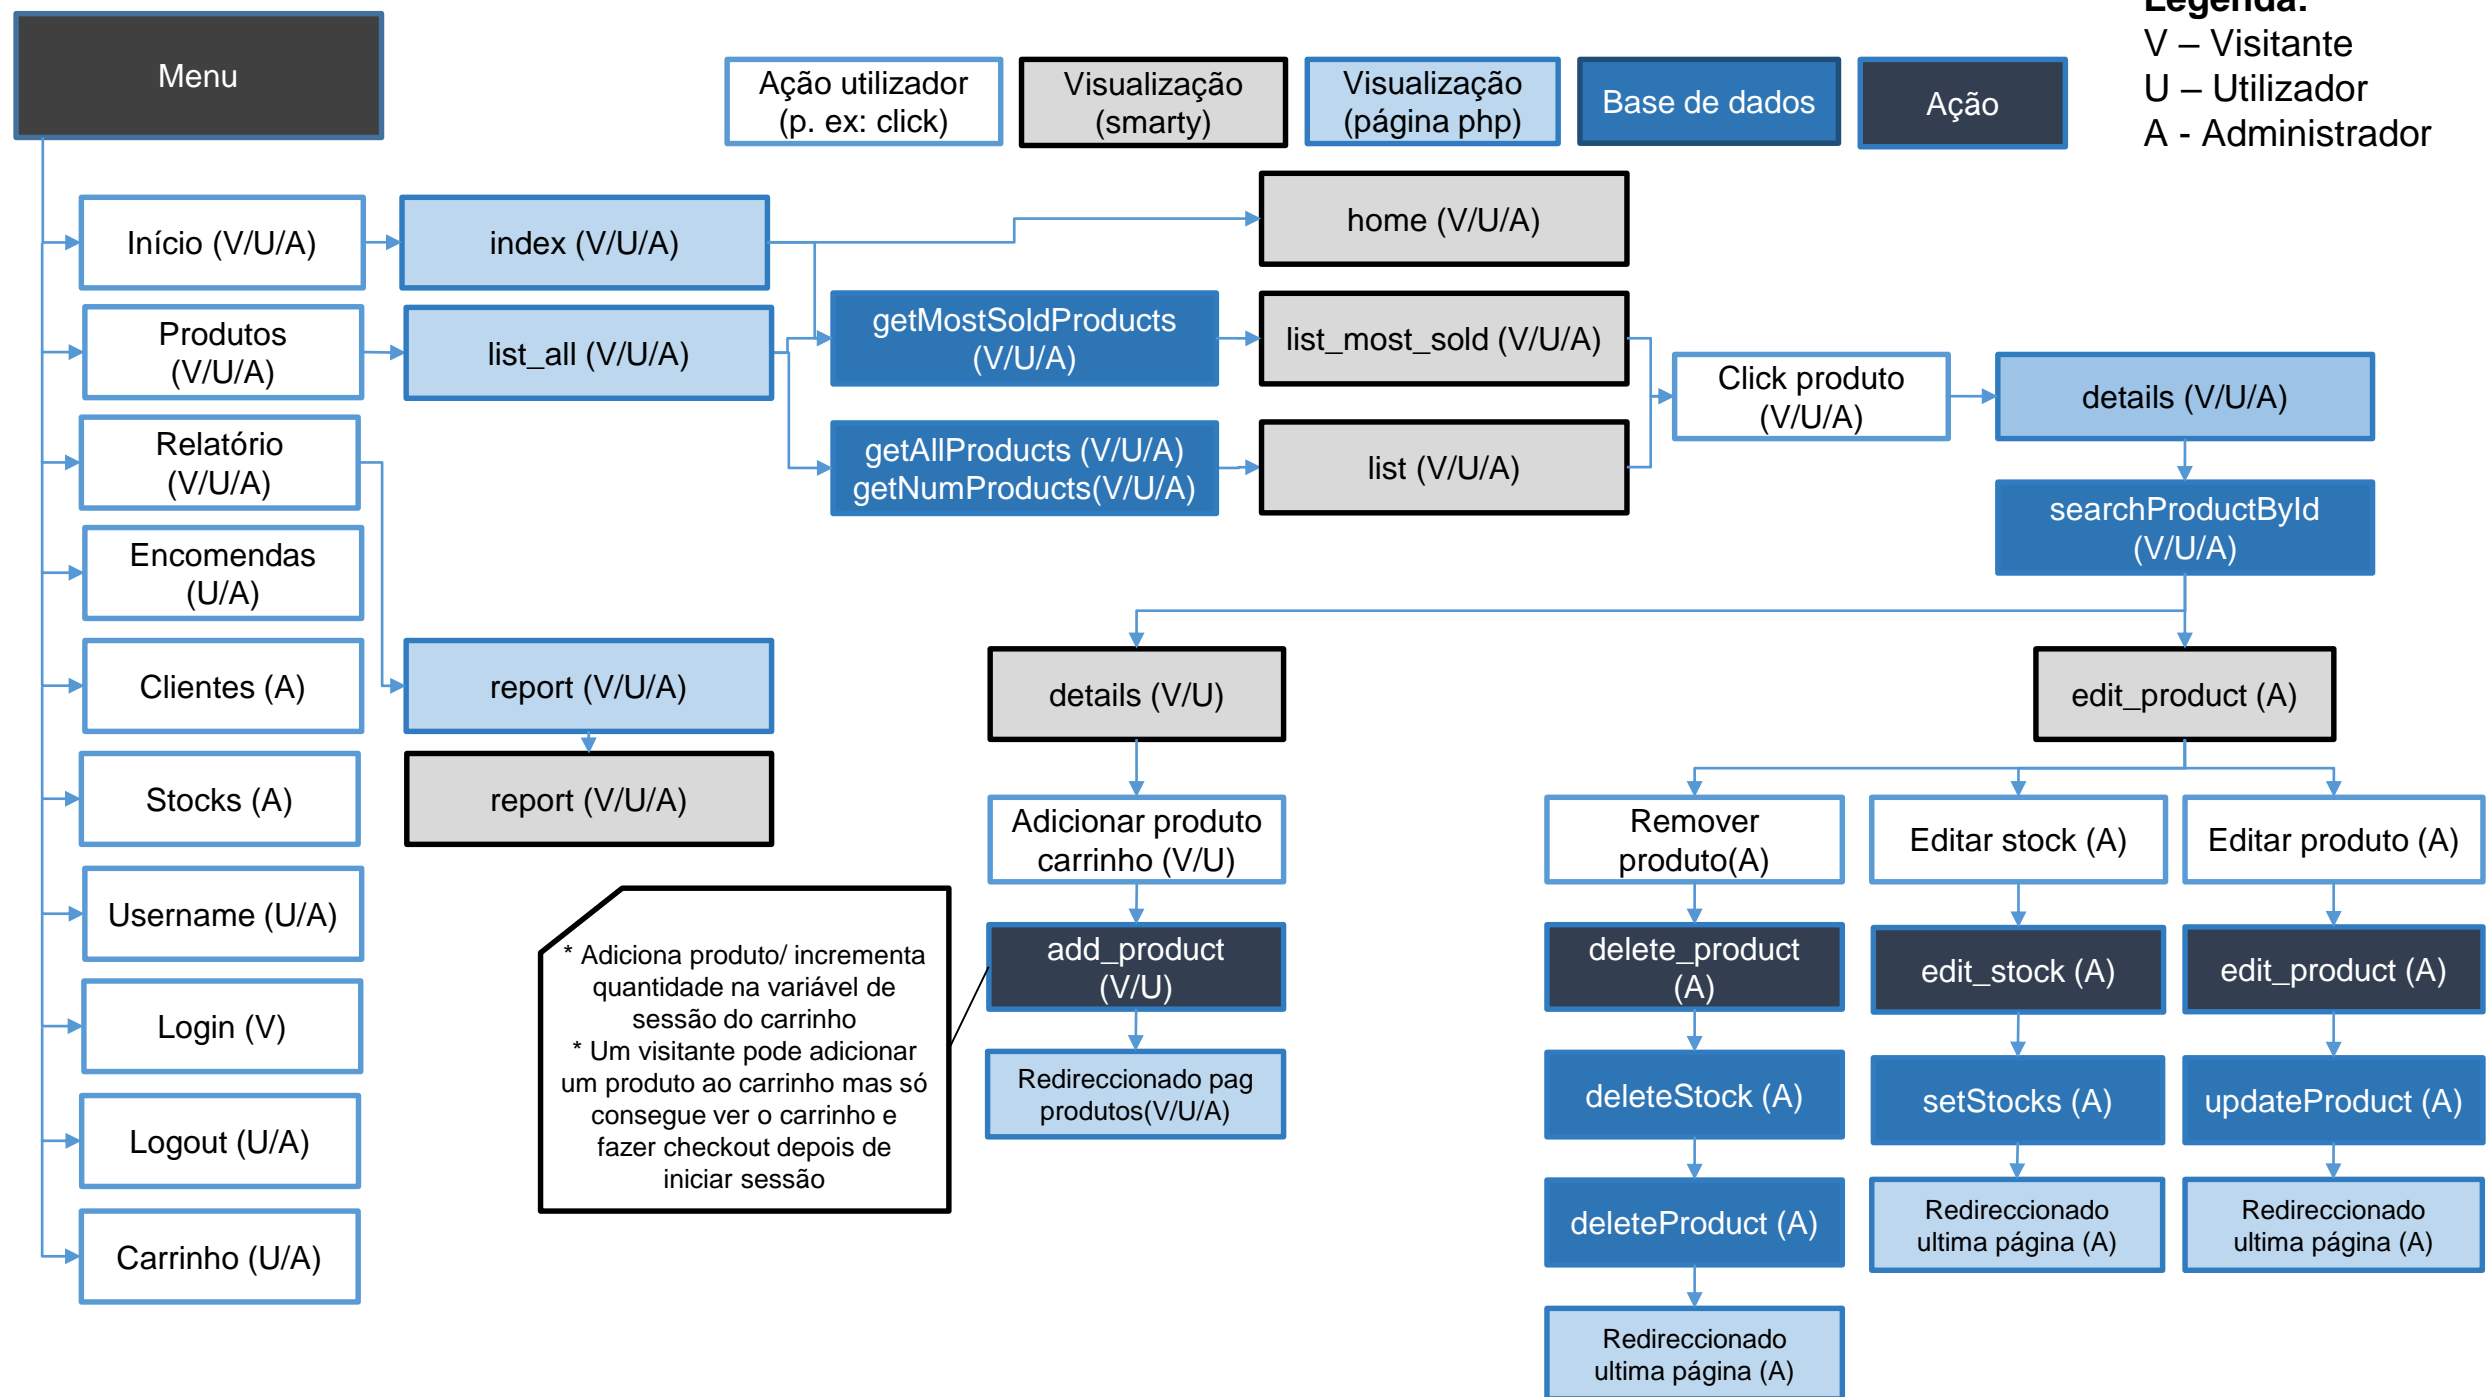 Legenda:
V – Visitante
U – Utilizador
A - Administrador
Menu
Ação utilizador
(p. ex: click)
Visualização
(smarty)
Visualização
(página php)
Base de dados
Ação
Início (V/U/A)
index (V/U/A)
home (V/U/A)
Produtos
(V/U/A)
list_all (V/U/A)
getMostSoldProducts
(V/U/A)
list_most_sold (V/U/A)
Click produto
(V/U/A)
details (V/U/A)
Relatório
(V/U/A)
getAllProducts (V/U/A)
getNumProducts(V/U/A)
list (V/U/A)
searchProductById
(V/U/A)
Encomendas
(U/A)
Clientes (A)
report (V/U/A)
details (V/U)
edit_product (A)
Stocks (A)
report (V/U/A)
Adicionar produto
carrinho (V/U)
Remover
produto(A)
Editar stock (A)
Editar produto (A)
Username (U/A)
* Adiciona produto/ incrementa
quantidade na variável de
sessão do carrinho
* Um visitante pode adicionar
um produto ao carrinho mas só
consegue ver o carrinho e
fazer checkout depois de
iniciar sessão
add_product
(V/U)
delete_product
(A)
edit_stock (A)
edit_product (A)
Login (V)
Redireccionado pag
produtos(V/U/A)
deleteStock (A)
setStocks (A)
updateProduct (A)
Logout (U/A)
deleteProduct (A)
Redireccionado
ultima página (A)
Redireccionado
ultima página (A)
Carrinho (U/A)
Redireccionado
ultima página (A)